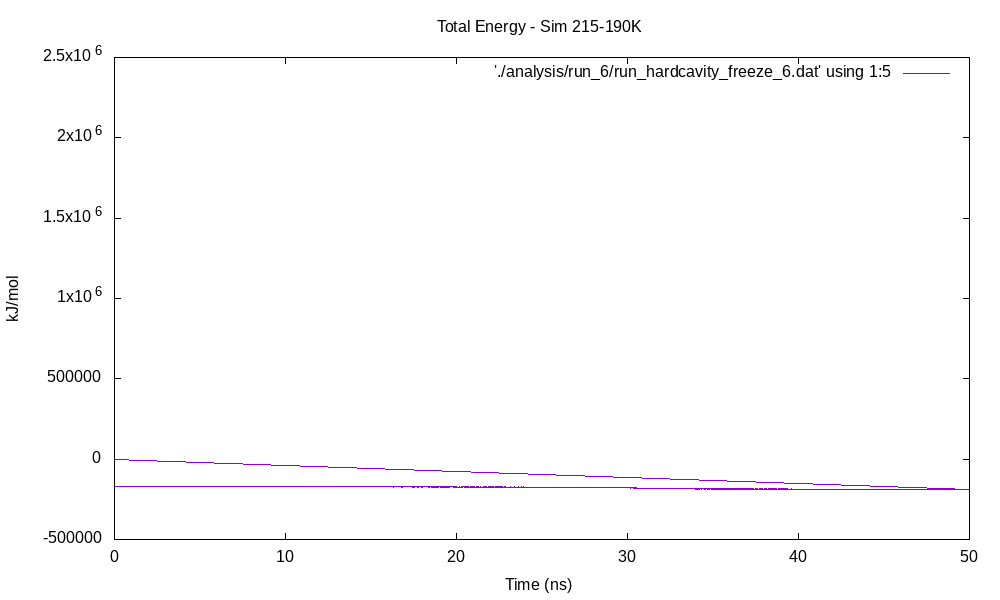 Total Energy - Sim 215-190K
'./analysis/run_6/run_hardcavity_freeze_6.dat' using 1:5
2.5x10 6
2x10 6
1.5x10 6
1x10 6
500000
0
-500000
kJ/mol
0 10 20 30 40 50
Time (ns)